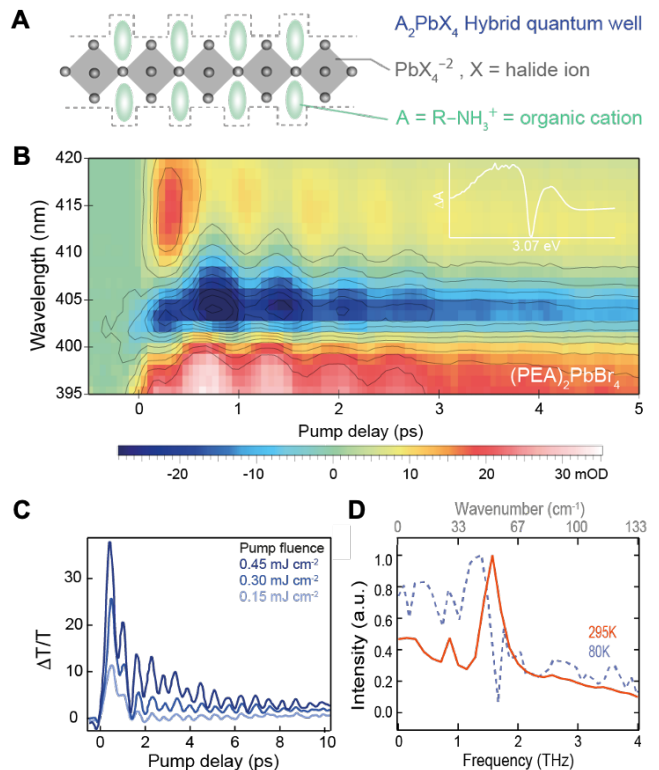 A
A₂PbX₄ Hybrid quantum well
PbX₄⁻² , X = halide ion
A = R–NH₃⁺ = organic cation
B
420
415
410
405
400
395
Wavelength (nm)
ΔA
3.07 eV
(PEA)₂PbBr₄
0
1
2
3
4
5
Pump delay (ps)
-20
-10
0
10
20
30 mOD
C
30
20
10
0
ΔT/T
Pump fluence
0.45 mJ cm⁻²
0.30 mJ cm⁻²
0.15 mJ cm⁻²
0
2
4
6
8
10
Pump delay (ps)
D
Wavenumber (cm⁻¹)
0
33
67
100
133
1.0
0.8
0.6
0.4
0.2
0.0
Intensity (a.u.)
295K
80K
0
1
2
3
4
Frequency (THz)